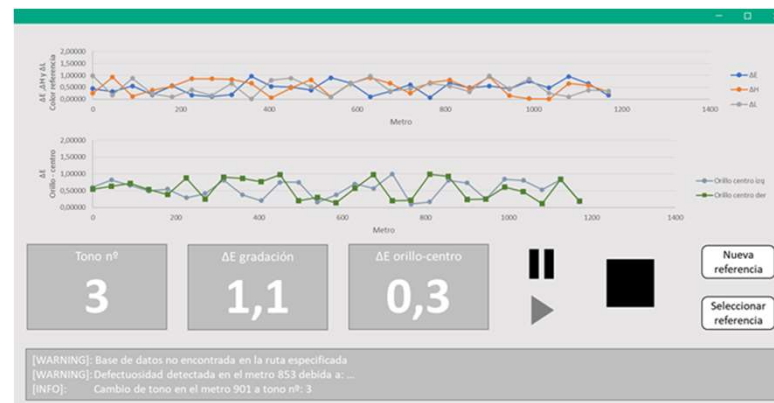 2,00000
1,50000
1,00000
0,50000
0,00000
ΔE ,ΔH y ΔL
Color referencia
0 200 400 600 800 1000 1200 1400
Metro
ΔE
ΔH
ΔL
2,00000
1,50000
1,00000
0,50000
0,00000
ΔE
Orillo - centro
0 200 400 600 800 1000 1200 1400
Metro
Orillo centro izq
Orillo centro der
Tono nº
3
ΔE gradación
1,1
ΔE orillo-centro
0,3
Nueva
referencia
Seleccionar
referencia
[WARNING]: Base de datos no encontrada en la ruta especificada
[WARNING]: Defectuosidad detectada en el metro 853 debida a: ...
[INFO]: Cambio de tono en el metro 901 a tono nº: 3